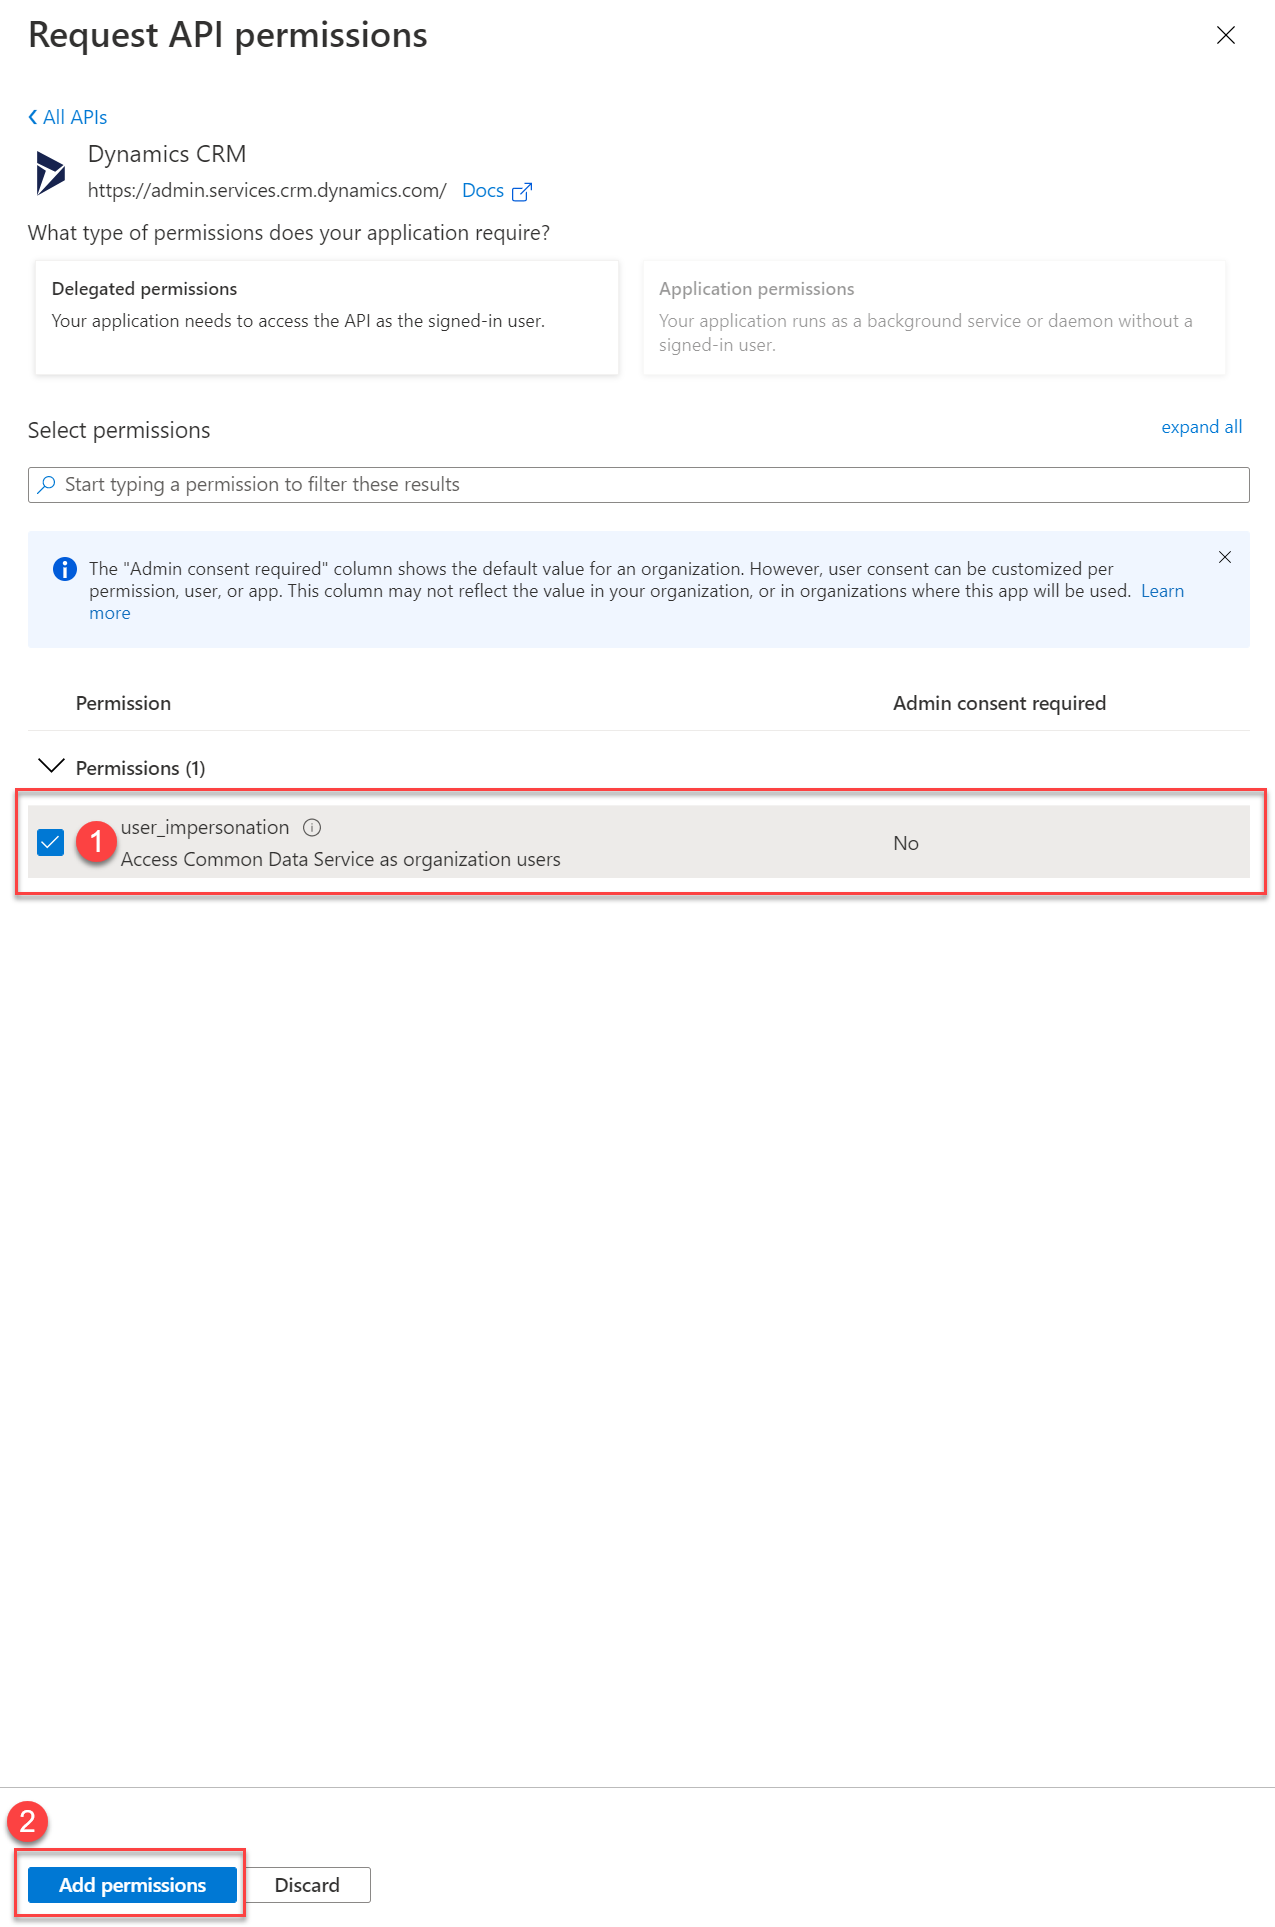 Request API permissions
All APIs
Dynamics CRM
https://admin.services.crm.dynamics.com/ Docs
What type of permissions does your application require?
Delegated permissions
Your application needs to access the API as the signed-in user.
Application permissions
Your application runs as a background service or daemon without a
signed-in user.
Select permissions
expand all
Start typing a permission to filter these results
The "Admin consent required" column shows the default value for an organization. However, user consent can be customized per
permission, user, or app. This column may not reflect the value in your organization, or in organizations where this app will be used. Learn
more
Permission Admin consent required
Permissions (1)
1
user_impersonation
Access Common Data Service as organization users
No
2
Add permissions Discard